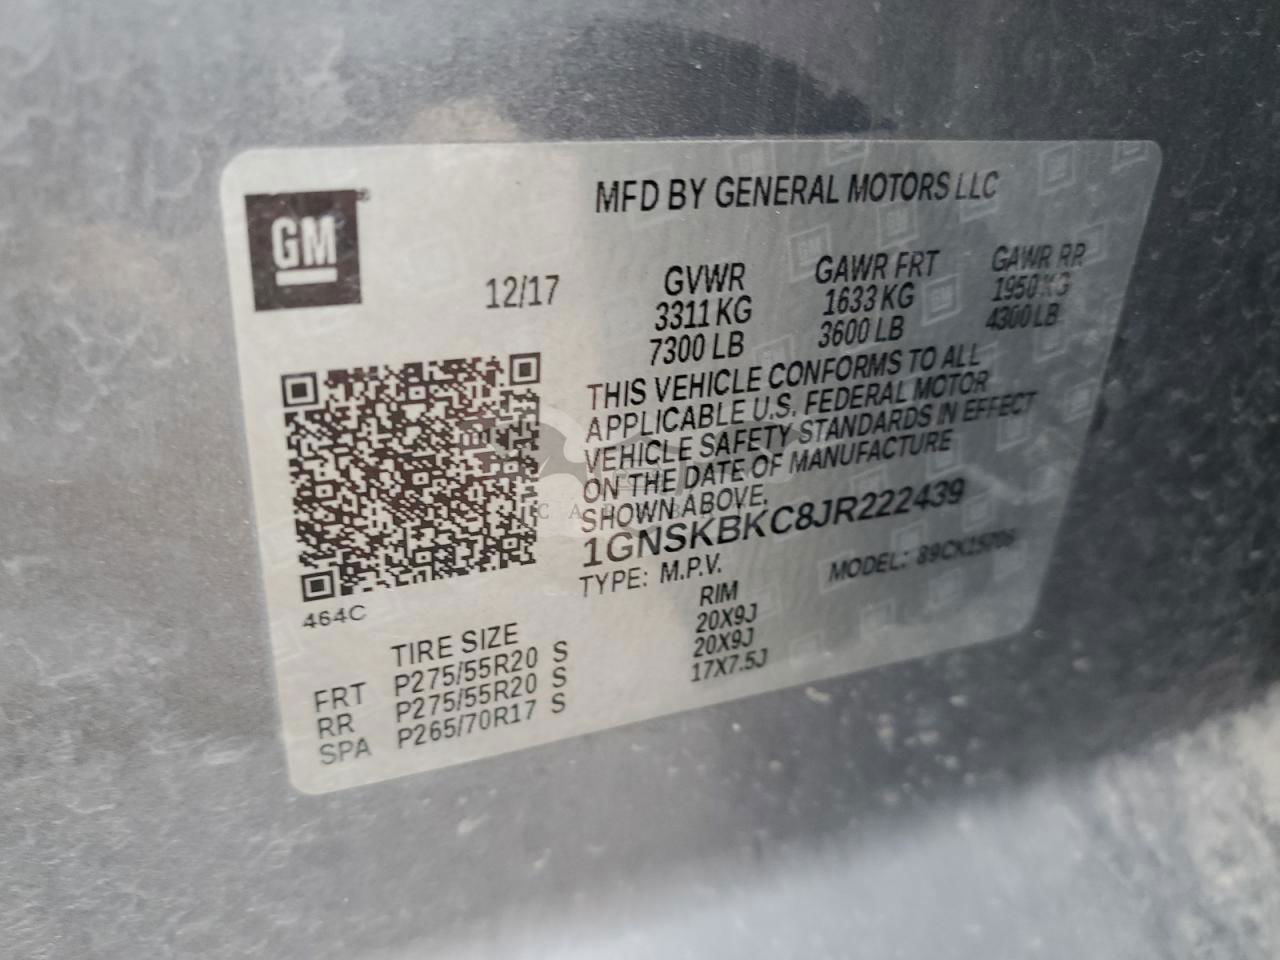 GM
MFD BY GENERAL MOTORS LLC
12/17
GVWR GAWR FRT GAWR RR
3311 KG 1633 KG 1950 KG
7300 LB 3600 LB 4300 LB
THIS VEHICLE CONFORMS TO ALL
APPLICABLE U.S. FEDERAL MOTOR
VEHICLE SAFETY STANDARDS IN EFFECT
ON THE DATE OF MANUFACTURE
SHOWN ABOVE.
1GNSKBKC8JR222439
TYPE: M.P.V. MODEL:
464C
TIRE SIZE RIM
FRT P275/55R20 S 20X9J
RR P275/55R20 S 20X9J
SPA P265/70R17 S 17X7.5J